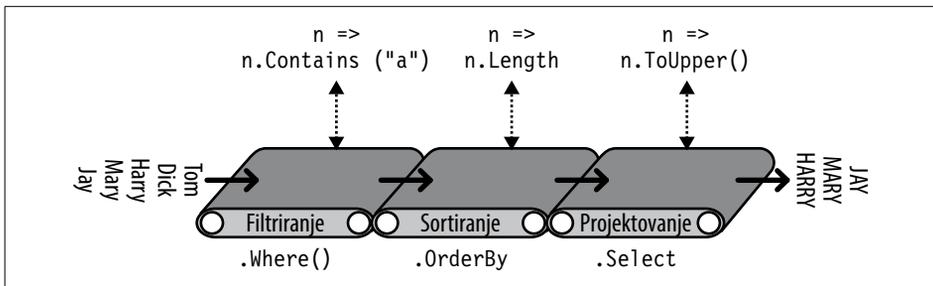 n =>
n.Contains ("a")
n =>
n.Length
n =>
n.ToUpper()
Jay
Mary
Harry
Dick
Tom
JAY
MARY
HARRY
Filtriranje
Sortiranje
Projektovanje
.Where()
.OrderBy
.Select